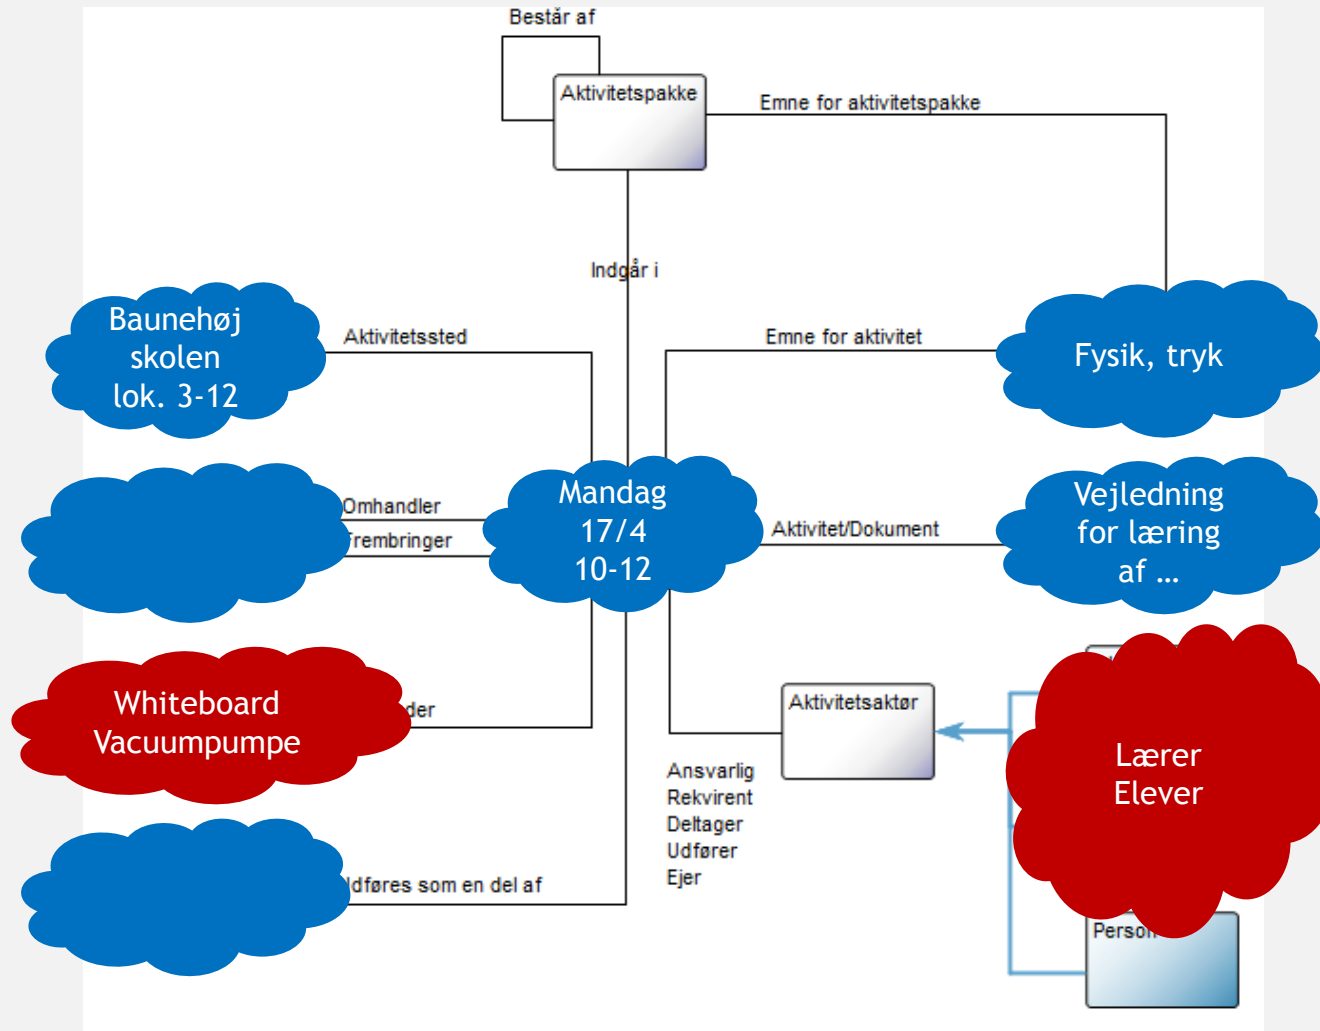 Består af
Aktivitetspakke
Emne for aktivitetspakke
Indgår i
Baunehøj
skolen
lok. 3-12
Aktivitetssted
Emne for aktivitet
Fysik, tryk
Omhandler
Frembringer
Mandag
17/4
10-12
Aktivitet/Dokument
Vejledning
for læring
af …
Whiteboard
Vacuumpumpe
der
Aktivitetsaktør
Ansvarlig
Rekvirent
Deltager
Udfører
Ejer
Lærer
Elever
Udføres som en del af
Person